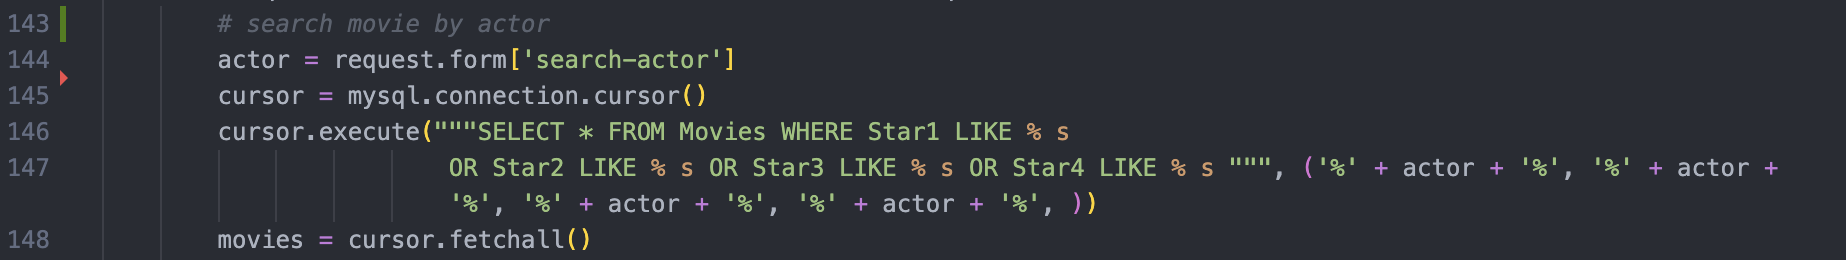 143 # search movie by actor
144 actor = request.form['search-actor']
145 cursor = mysql.connection.cursor()
146 cursor.execute("""SELECT * FROM Movies WHERE Star1 LIKE % s
147 OR Star2 LIKE % s OR Star3 LIKE % s OR Star4 LIKE % s """, ('%' + actor + '%', '%' + actor +
'%', '%' + actor + '%', '%' + actor + '%', ))
148 movies = cursor.fetchall()